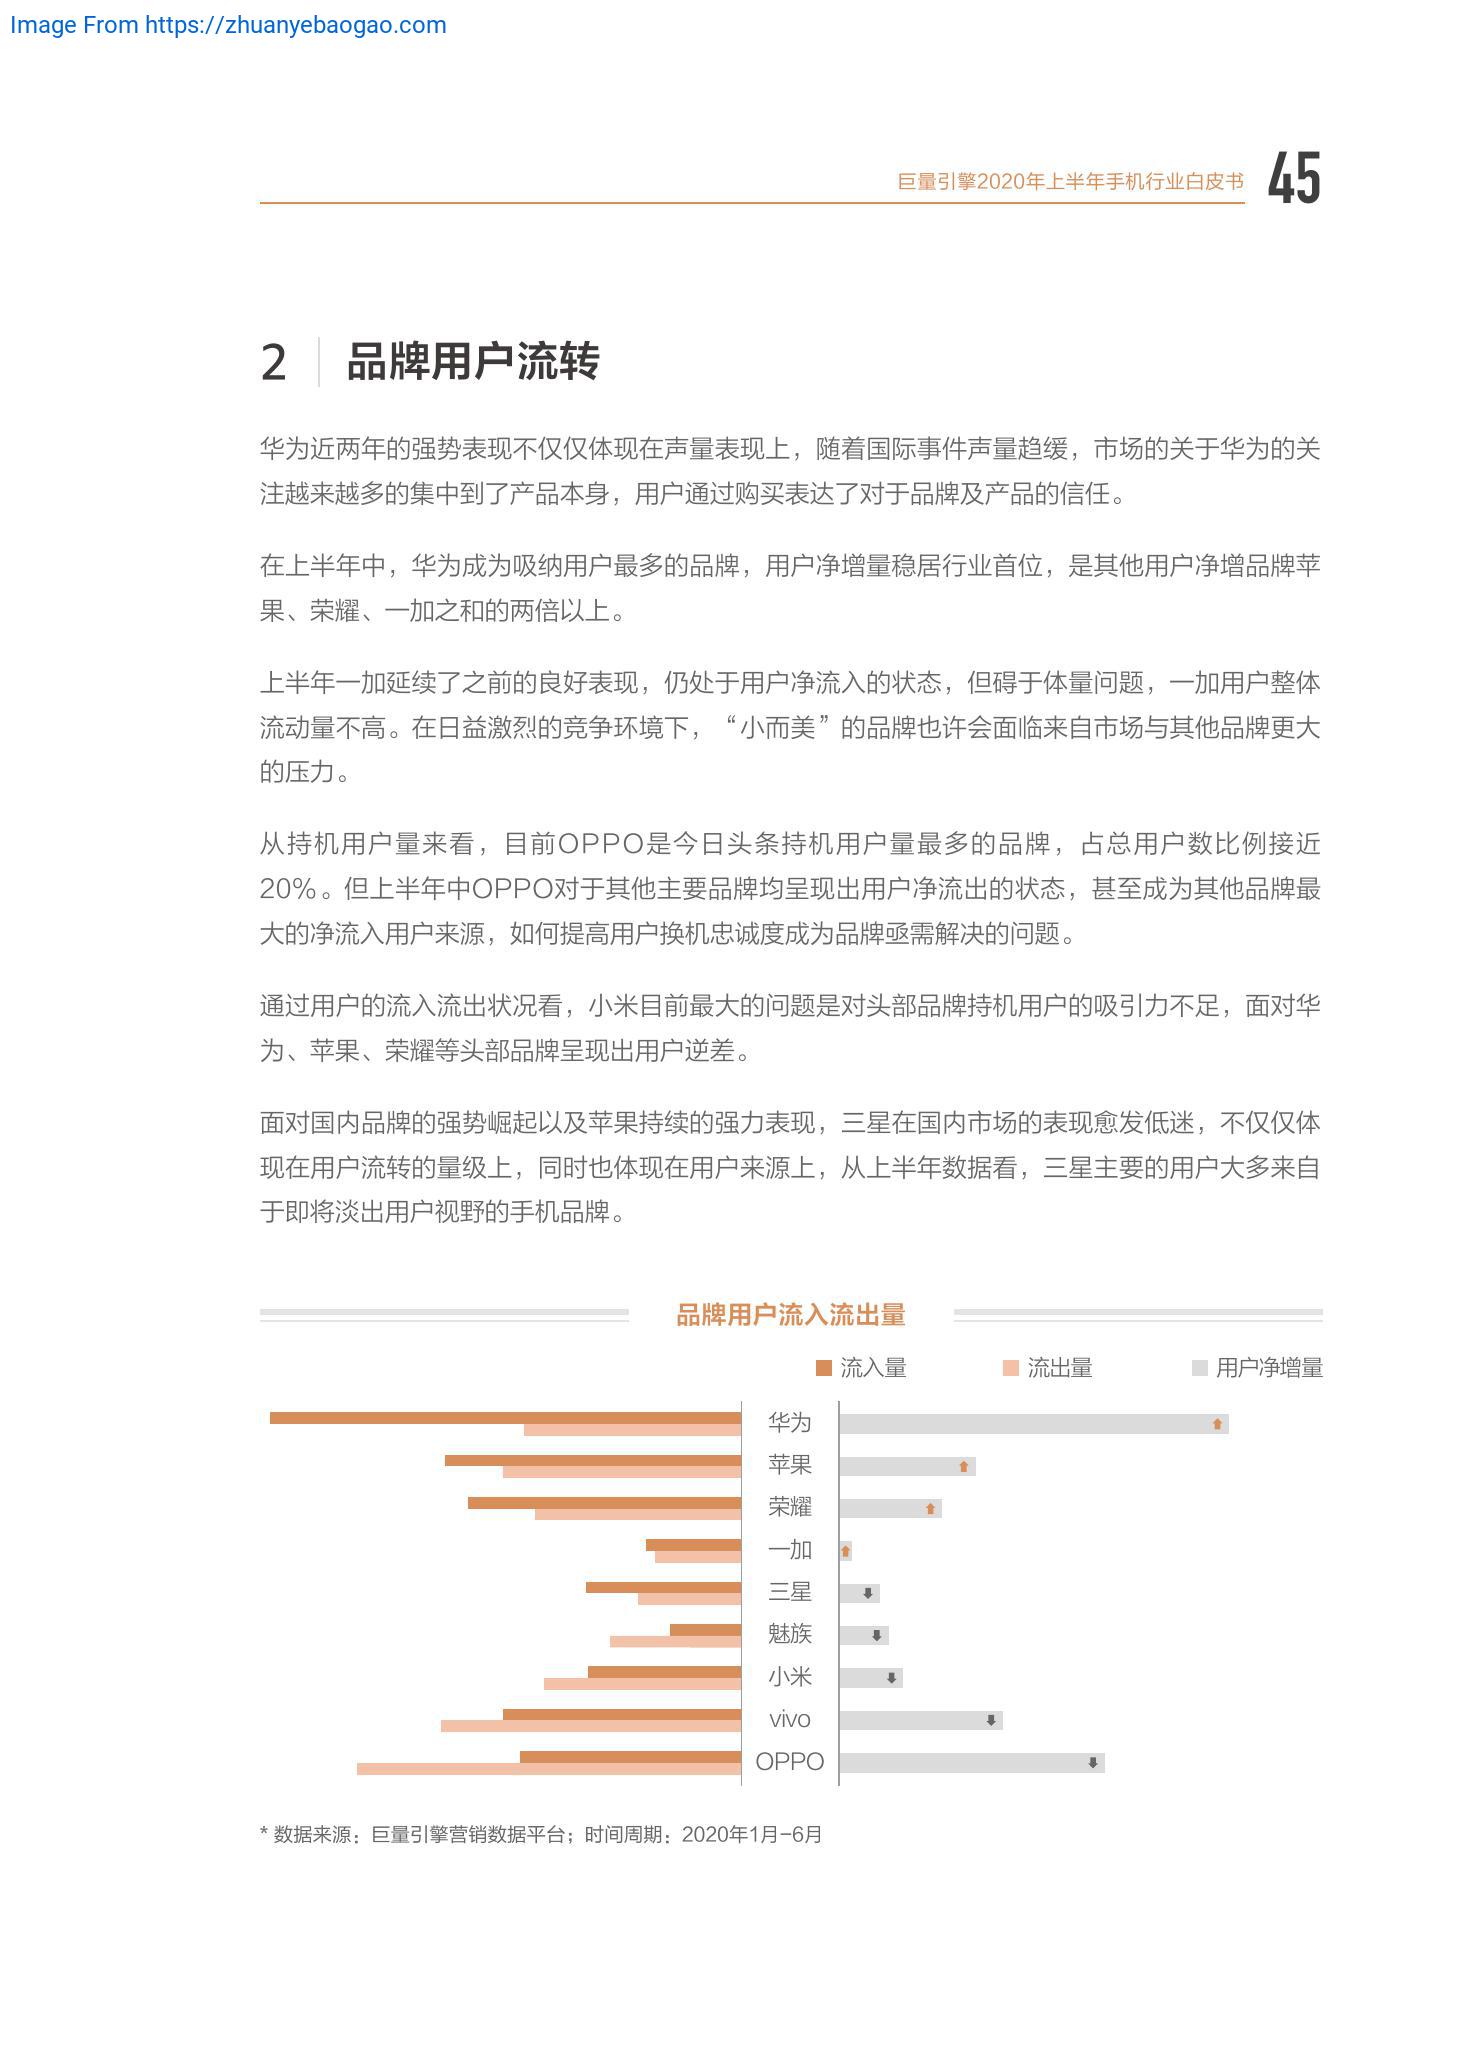 Image From https://zhuanyebaogao.com
巨量引擎2020年上半年手机行业白皮书 45
2 品牌用户流转
华为近两年的强势表现不仅仅体现在声量表现上，随着国际事件声量趋缓，市场的关于华为的关
注越来越多的集中到了产品本身，用户通过购买表达了对于品牌及产品的信任。
在上半年中，华为成为吸纳用户最多的品牌，用户净增量稳居行业首位，是其他用户净增品牌苹
果、荣耀、一加之和的两倍以上。
上半年一加延续了之前的良好表现，仍处于用户净流入的状态，但碍于体量问题，一加用户整体
流动量不高。在日益激烈的竞争环境下，“小而美”的品牌也许会面临来自市场与其他品牌更大
的压力。
从持机用户量来看，目前OPPO是今日头条持机用户量最多的品牌，占总用户数比例接近
20%。但上半年中OPPO对于其他主要品牌均呈现出用户净流出的状态，甚至成为其他品牌最
大的净流入用户来源，如何提高用户换机忠诚度成为品牌亟需解决的问题。
通过用户的流入流出状况看，小米目前最大的问题是对头部品牌持机用户的吸引力不足，面对华
为、苹果、荣耀等头部品牌呈现出用户逆差。
面对国内品牌的强势崛起以及苹果持续的强力表现，三星在国内市场的表现愈发低迷，不仅仅体
现在用户流转的量级上，同时也体现在用户来源上，从上半年数据看，三星主要的用户大多来自
于即将淡出用户视野的手机品牌。
品牌用户流入流出量
流入量 流出量 用户净增量
华为
苹果
荣耀
一加
三星
魅族
小米
vivo
OPPO
* 数据来源：巨量引擎营销数据平台；时间周期：2020年1月-6月